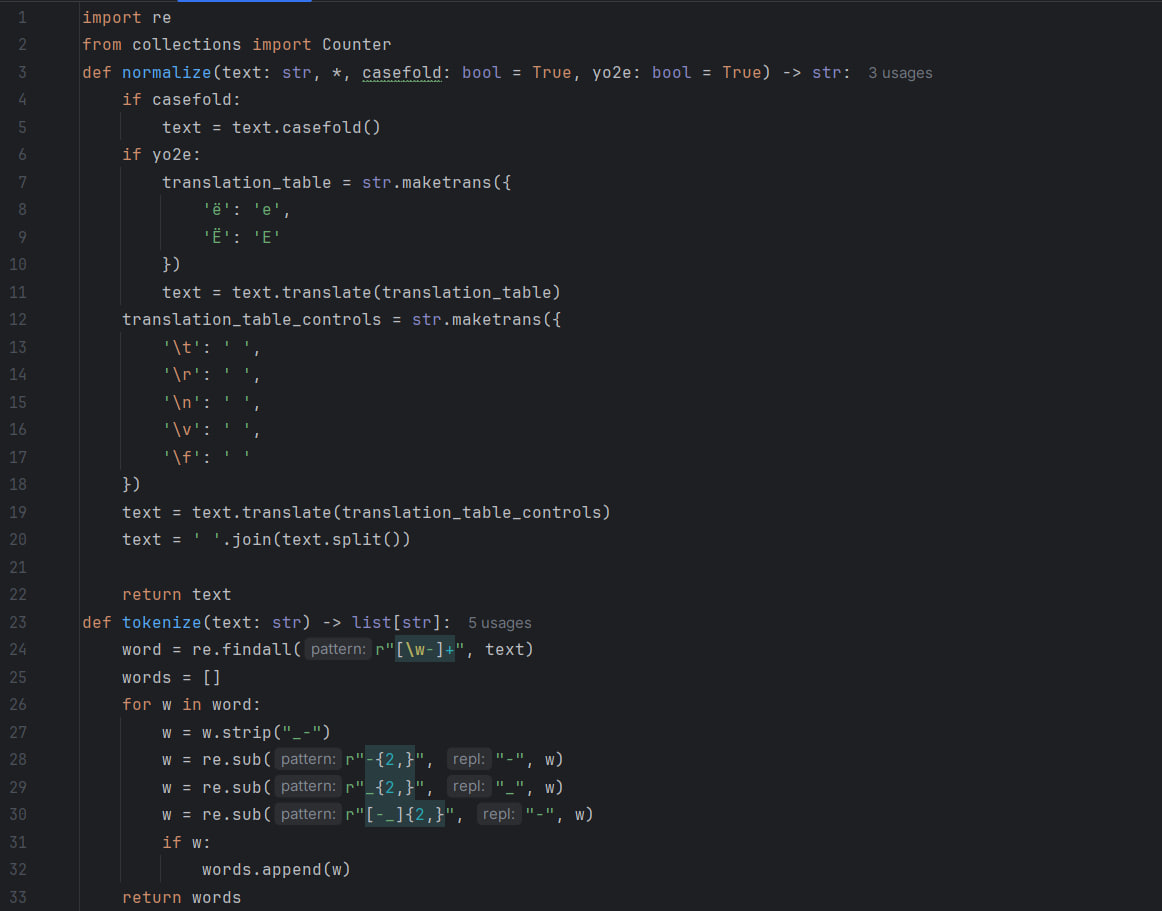 1 import re
2 from collections import Counter
3 def normalize(text: str, *, casefold: bool = True, yo2e: bool = True) -> str: 3 usages
4     if casefold:
5         text = text.casefold()
6     if yo2e:
7         translation_table = str.maketrans({
8             'ё': 'е',
9             'Ё': 'Е'
10         })
11         text = text.translate(translation_table)
12     translation_table_controls = str.maketrans({
13         '\t': ' ',
14         '\r': ' ',
15         '\n': ' ',
16         '\v': ' ',
17         '\f': ' '
18     })
19     text = text.translate(translation_table_controls)
20     text = ' '.join(text.split())
21
22     return text
23 def tokenize(text: str) -> list[str]: 5 usages
24     word = re.findall( pattern: r"[\w-]+", text)
25     words = []
26     for w in word:
27         w = w.strip("_-")
28         w = re.sub( pattern: r"-{2,}", repl: "-", w)
29         w = re.sub( pattern: r"_{2,}", repl: "_", w)
30         w = re.sub( pattern: r"[-_]{2,}", repl: "-", w)
31         if w:
32             words.append(w)
33     return words